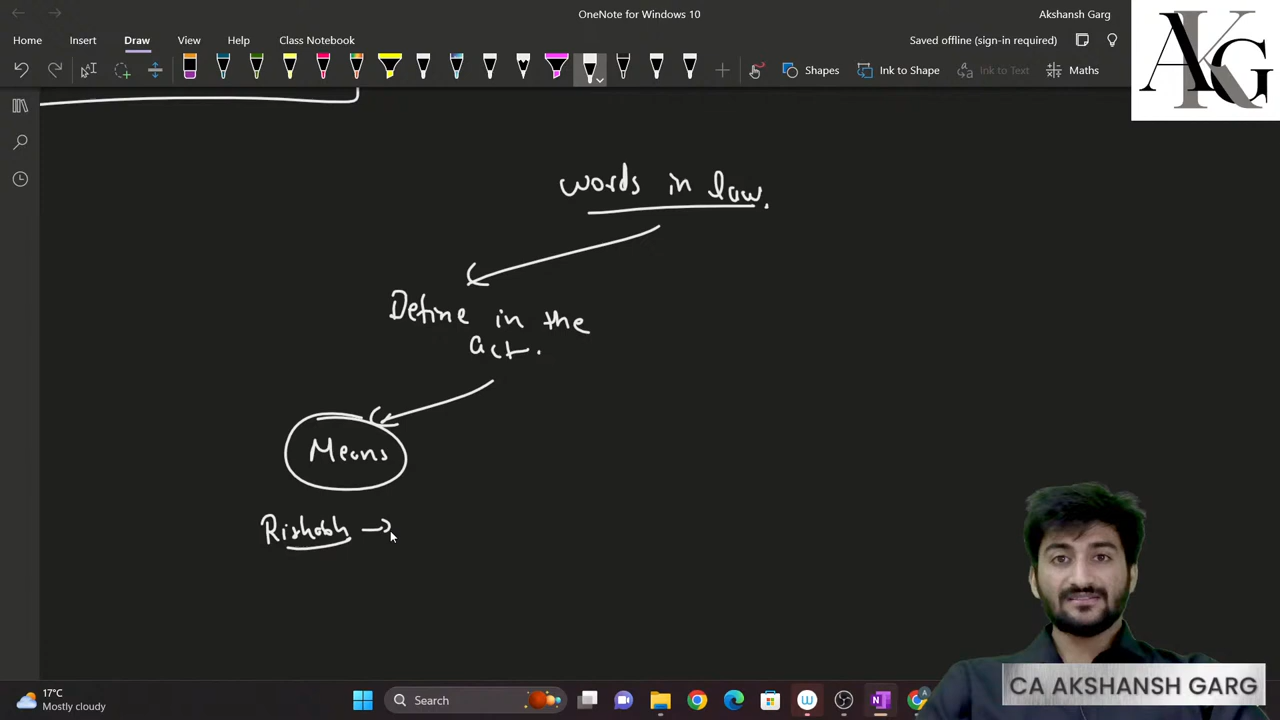 OneNote for Windows 10
Akshansh Garg
Home Insert Draw View Help Class Notebook
Saved offline (sign in required)
Shapes
Ink to Shape
Ink to Text
Maths
AKG
words in law.
Define in the
act.
Means
Rishabh →
CA AKSHANSH GARG
17°C
Mostly cloudy
Search